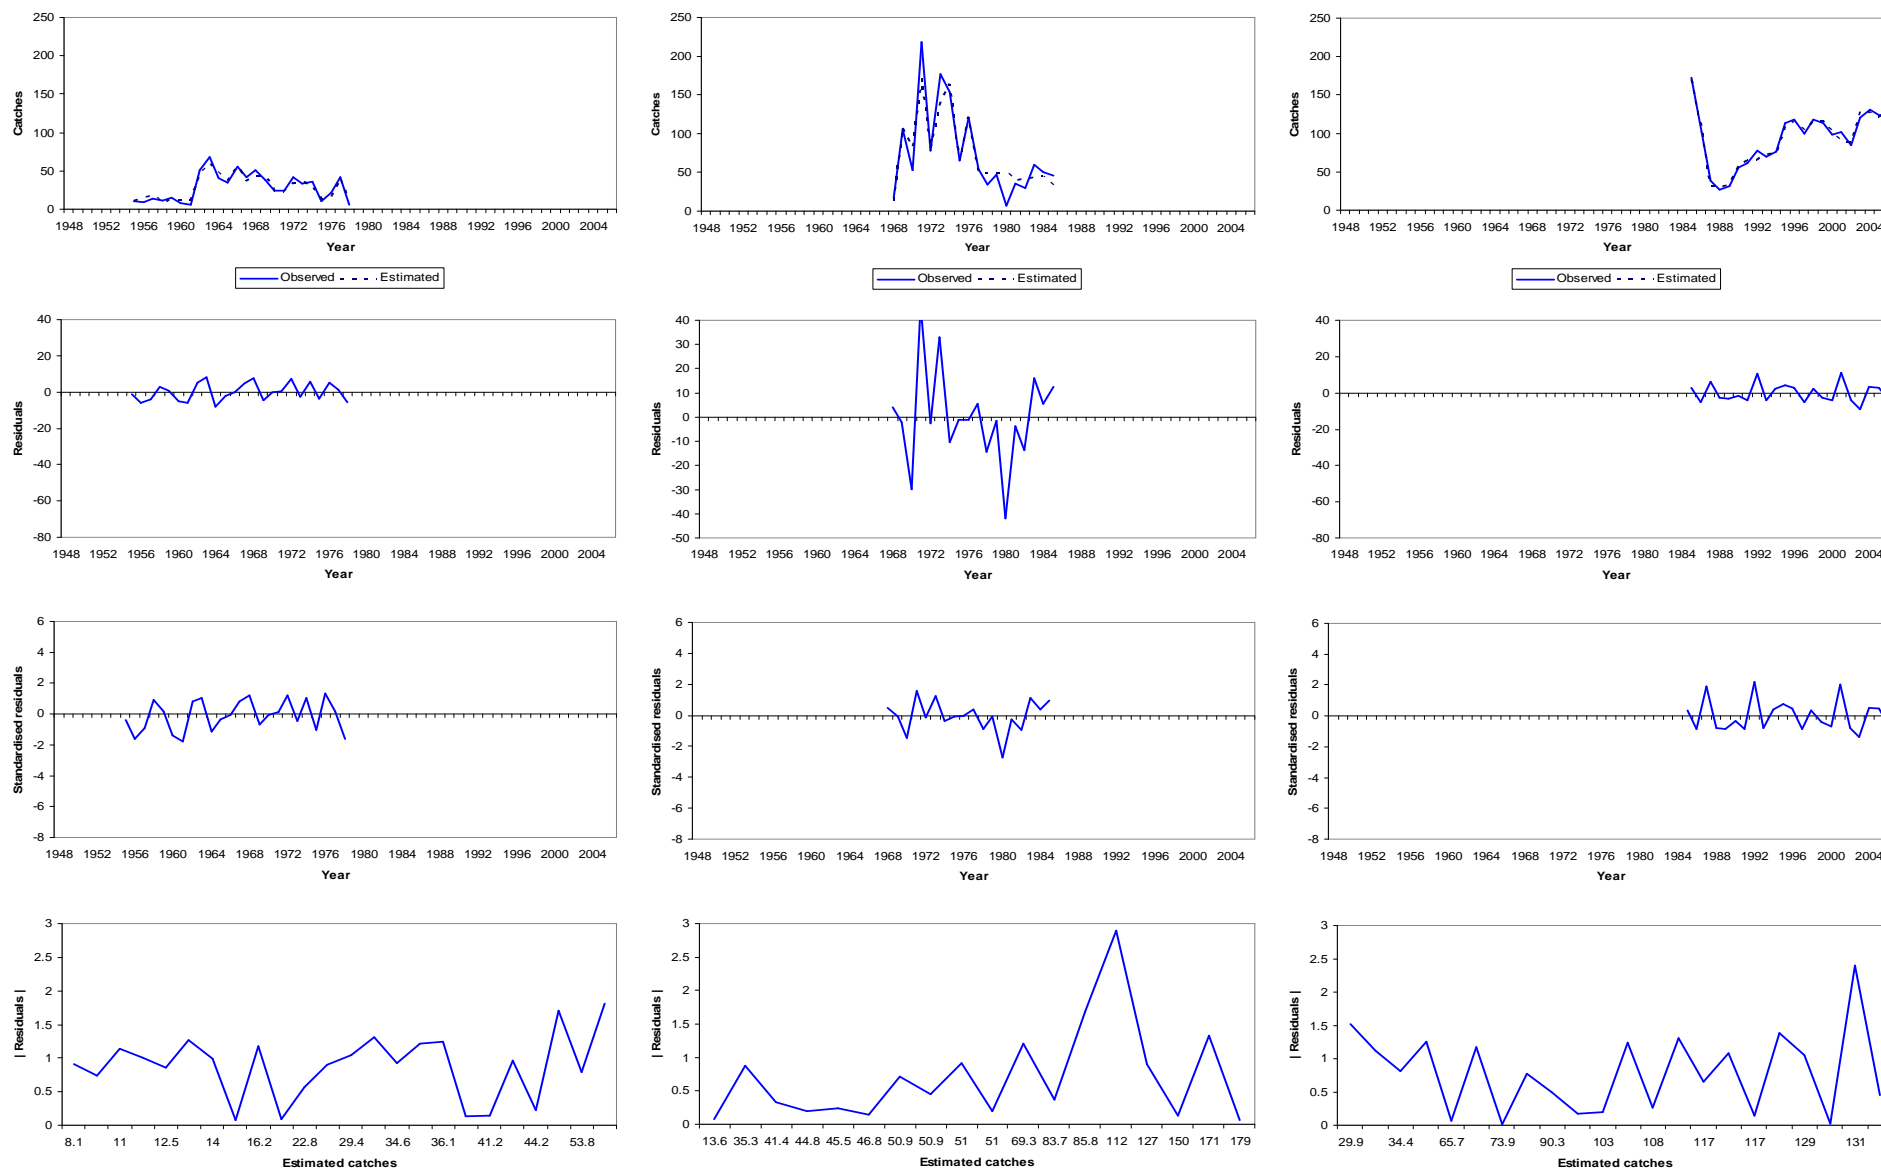 250 250 250
200 200 200
Catches 150 Catches 150 Catches 150
100 100 100
50 50 50
0 0 0
1948 1952 1956 1960 1964 1968 1972 1976 1980 1984 1988 1992 1996 2000 2004 1948 1952 1956 1960 1964 1968 1972 1976 1980 1984 1988 1992 1996 2000 2004 1948 1952 1956 1960 1964 1968 1972 1976 1980 1984 1988 1992 1996 2000 2004
Year Year Year
Observed Estimated Observed Estimated Observed Estimated
40 40 40
20 30 20
0 20 0
Residuals -20 10 Residuals -20
-40 0 -40
-60 Residuals -10 -60
-80 -20 -80
-30
-40
-50
1948 1952 1956 1960 1964 1968 1972 1976 1980 1984 1988 1992 1996 2000 2004 1948 1952 1956 1960 1964 1968 1972 1976 1980 1984 1988 1992 1996 2000 2004 1948 1952 1956 1960 1964 1968 1972 1976 1980 1984 1988 1992 1996 2000 2004
Year Year Year
6 6 6
4 4 4
2 2 2
Standardised residuals 0 Standardised residuals 0 Standardised residuals 0
-2 -2 -2
-4 -4 -4
-6 -6 -6
-8 -8 -8
1948 1952 1956 1960 1964 1968 1972 1976 1980 1984 1988 1992 1996 2000 2004 1948 1952 1956 1960 1964 1968 1972 1976 1980 1984 1988 1992 1996 2000 2004 1948 1952 1956 1960 1964 1968 1972 1976 1980 1984 1988 1992 1996 2000 2004
Year Year Year
3 3 3
2.5 2.5 2.5
2 2 2
| Residuals | 1.5 | Residuals | 1.5 | Residuals | 1.5
1 1 1
0.5 0.5 0.5
0 0 0
8.1 11 12.5 14 16.2 22.8 29.4 34.6 36.1 41.2 44.2 53.8 13.6 35.3 41.4 44.8 45.5 46.8 50.9 50.9 51 51 69.3 83.7 85.8 112 127 150 171 179 29.9 34.4 65.7 73.9 90.3 103 108 117 117 129 131
Estimated catches Estimated catches Estimated catches